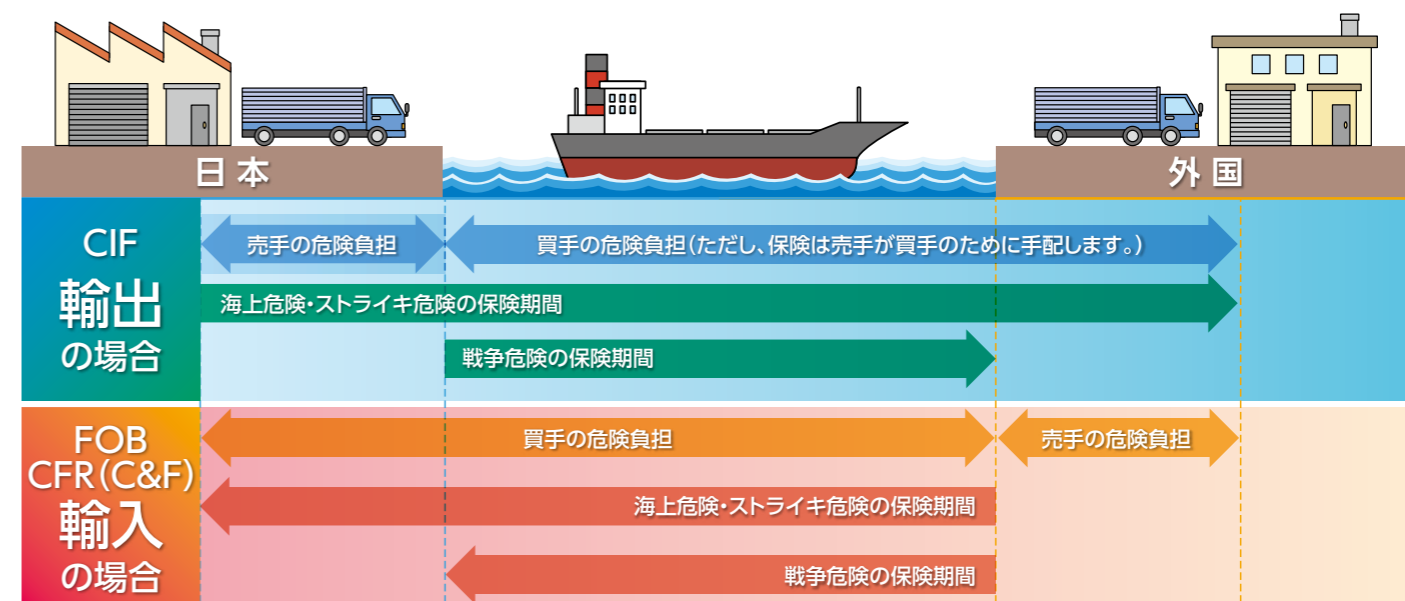 日本
外国
CIF
輸出
の場合
売手の危険負担
買手の危険負担(ただし、保険は売手が買手のために手配します。)
海上危険・ストライキ危険の保険期間
戦争危険の保険期間
FOB
CFR(C&F)
輸入
の場合
買手の危険負担
売手の危険負担
海上危険・ストライキ危険の保険期間
戦争危険の保険期間